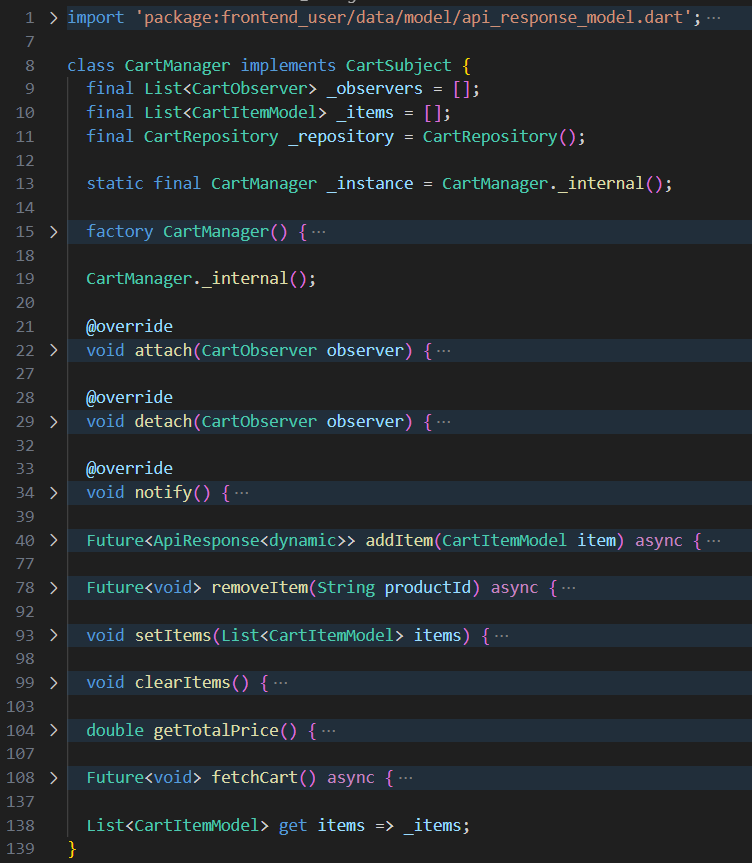 1 > import 'package:frontend_user/data/model/api_response_model.dart'; ···
7
8 class CartManager implements CartSubject {
9   final List<CartObserver> _observers = [];
10   final List<CartItemModel> _items = [];
11   final CartRepository _repository = CartRepository();
12
13   static final CartManager _instance = CartManager._internal();
14
15 >   factory CartManager() { ···
18
19   CartManager._internal();
20
21   @override
22 >   void attach(CartObserver observer) { ···
27
28   @override
29 >   void detach(CartObserver observer) { ···
32
33   @override
34 >   void notify() { ···
39
40 >   Future<ApiResponse<dynamic>> addItem(CartItemModel item) async { ···
77
78 >   Future<void> removeItem(String productId) async { ···
92
93 >   void setItems(List<CartItemModel> items) { ···
98
99 >   void clearItems() { ···
103
104 >   double getTotalPrice() { ···
107
108 >   Future<void> fetchCart() async { ···
137
138   List<CartItemModel> get items => _items;
139 }